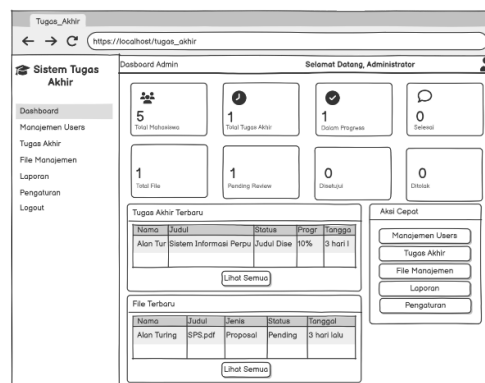 Tugas_Akhir
https://localhost/tugas_akhir
Sistem Tugas
Akhir
Dasboard Admin
Selamat Datang, Administrator
Dashboard
Manajemen Users
Tugas Akhir
File Manajemen
Laporan
Pengaturan
Logout
5
Total Mahasiswa
1
Total Tugas Akhir
1
Dalam Progress
0
Selesai
1
Total File
1
Pending Review
0
Disetujui
0
Ditolak
Tugas Akhir Terbaru
Nama Judul Status Progr Tangga
Alan Tur Sistem Informasi Perpu Judul Dise 10% 3 hari l
Lihat Semua
File Terbaru
Nama Judul Jenis Status Tanggal
Alan Turing SPS.pdf Proposal Pending 3 hari lalu
Lihat Semua
Aksi Cepat
Manajemen Users
Tugas Akhir
File Manajemen
Laporan
Pengaturan